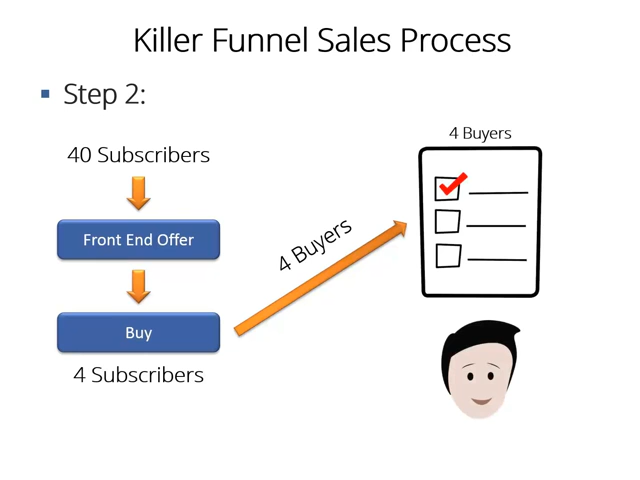 Killer Funnel Sales Process
Step 2:
40 Subscribers
Front End Offer
Buy
4 Subscribers
4 Buyers
4 Buyers